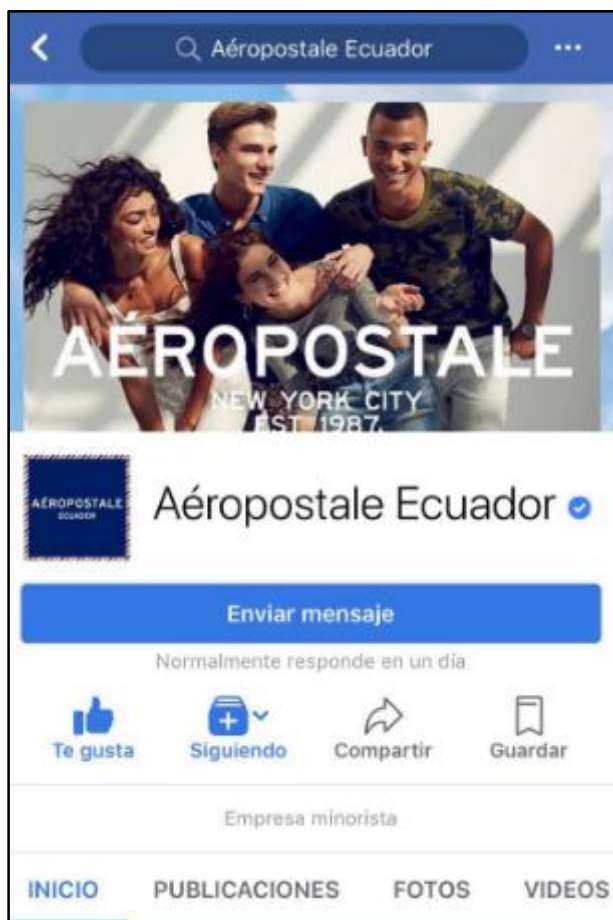 Aéropostale Ecuador
AÉROPOSTALE
NEW YORK CITY
EST. 1987.
AÉROPOSTALE
ECUADOR
Aéropostale Ecuador
Enviar mensaje
Normalmente responde en un día
Te gusta Siguiendo Compartir Guardar
Empresa minorista
INICIO PUBLICACIONES FOTOS VIDEOS